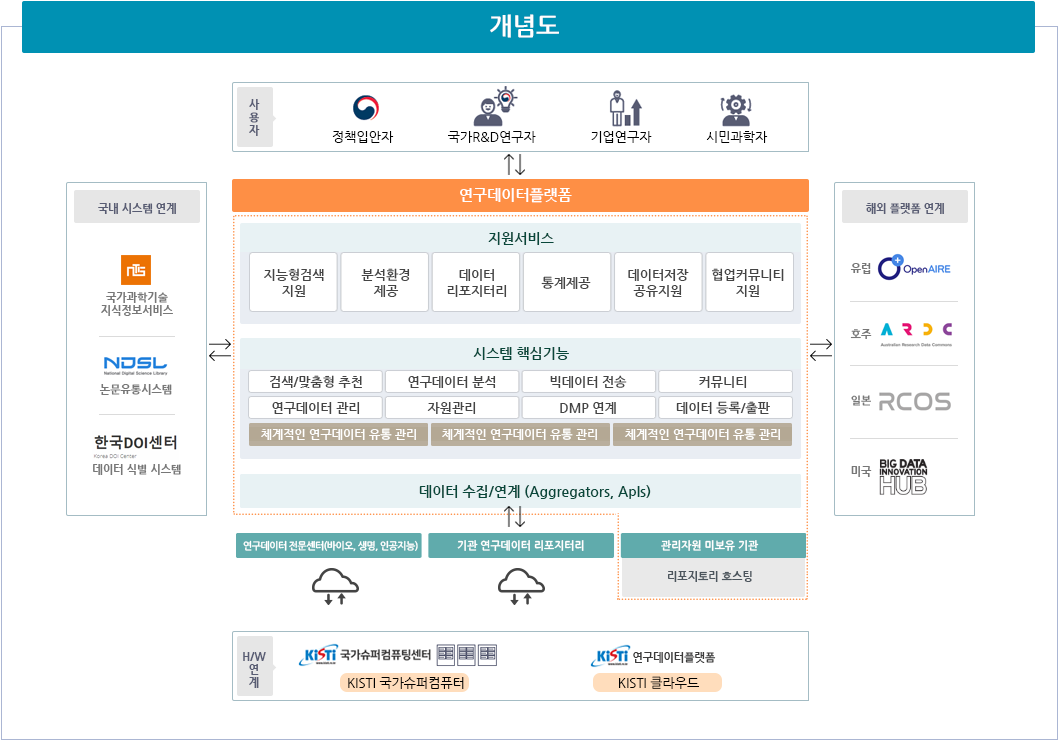 개념도
사용자
정책입안자
국가R&D연구자
기업연구자
시민과학자
국내 시스템 연계
NTIS
국가과학기술
지식정보서비스
NDSL
National Digital Science Library
논문유통시스템
한국DOI센터
Korea DOI Center
데이터 식별 시스템
연구데이터플랫폼
지원서비스
지능형검색
지원
분석환경
제공
데이터
리포지터리
통계제공
데이터저장
공유지원
협업커뮤니티
지원
시스템 핵심기능
검색/맞춤형 추천
연구데이터 분석
빅데이터 전송
커뮤니티
연구데이터 관리
자원관리
DMP 연계
데이터 등록/출판
체계적인 연구데이터 유통 관리
체계적인 연구데이터 유통 관리
체계적인 연구데이터 유통 관리
데이터 수집/연계 (Aggregators, ApIs)
연구데이터 전문센터(바이오, 생명, 인공지능)
기관 연구데이터 리포지터리
관리자원 미보유 기관
리포지토리 호스팅
해외 플랫폼 연계
유럽
OpenAIRE
호주
ARDC
Australian Research Data Commons
일본
RCOS
미국
BIG DATA
INNOVATION
HUB
H/W
연계
KiSTi 국가슈퍼컴퓨팅센터
www.kisti.re.kr
KISTI 국가슈퍼컴퓨터
KiSTi 연구데이터플랫폼
www.kisti.re.kr
KISTI 클라우드